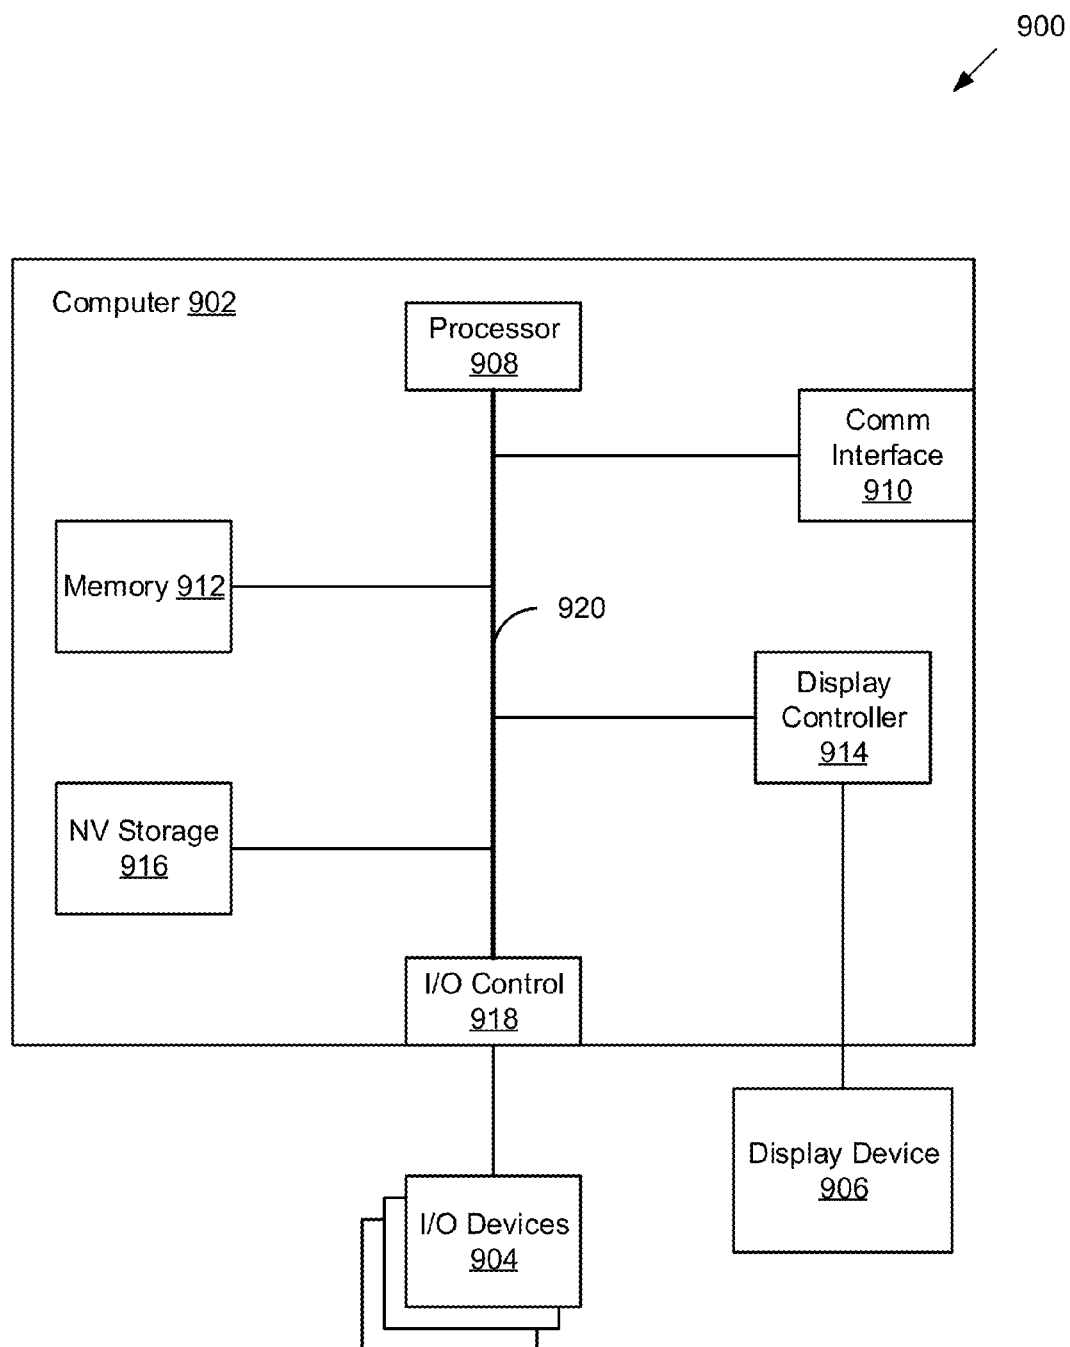 900
Computer 902
Processor
908
Comm
Interface
910
Memory 912
920
Display
Controller
914
NV Storage
916
I/O Control
918
Display Device
906
I/O Devices
904